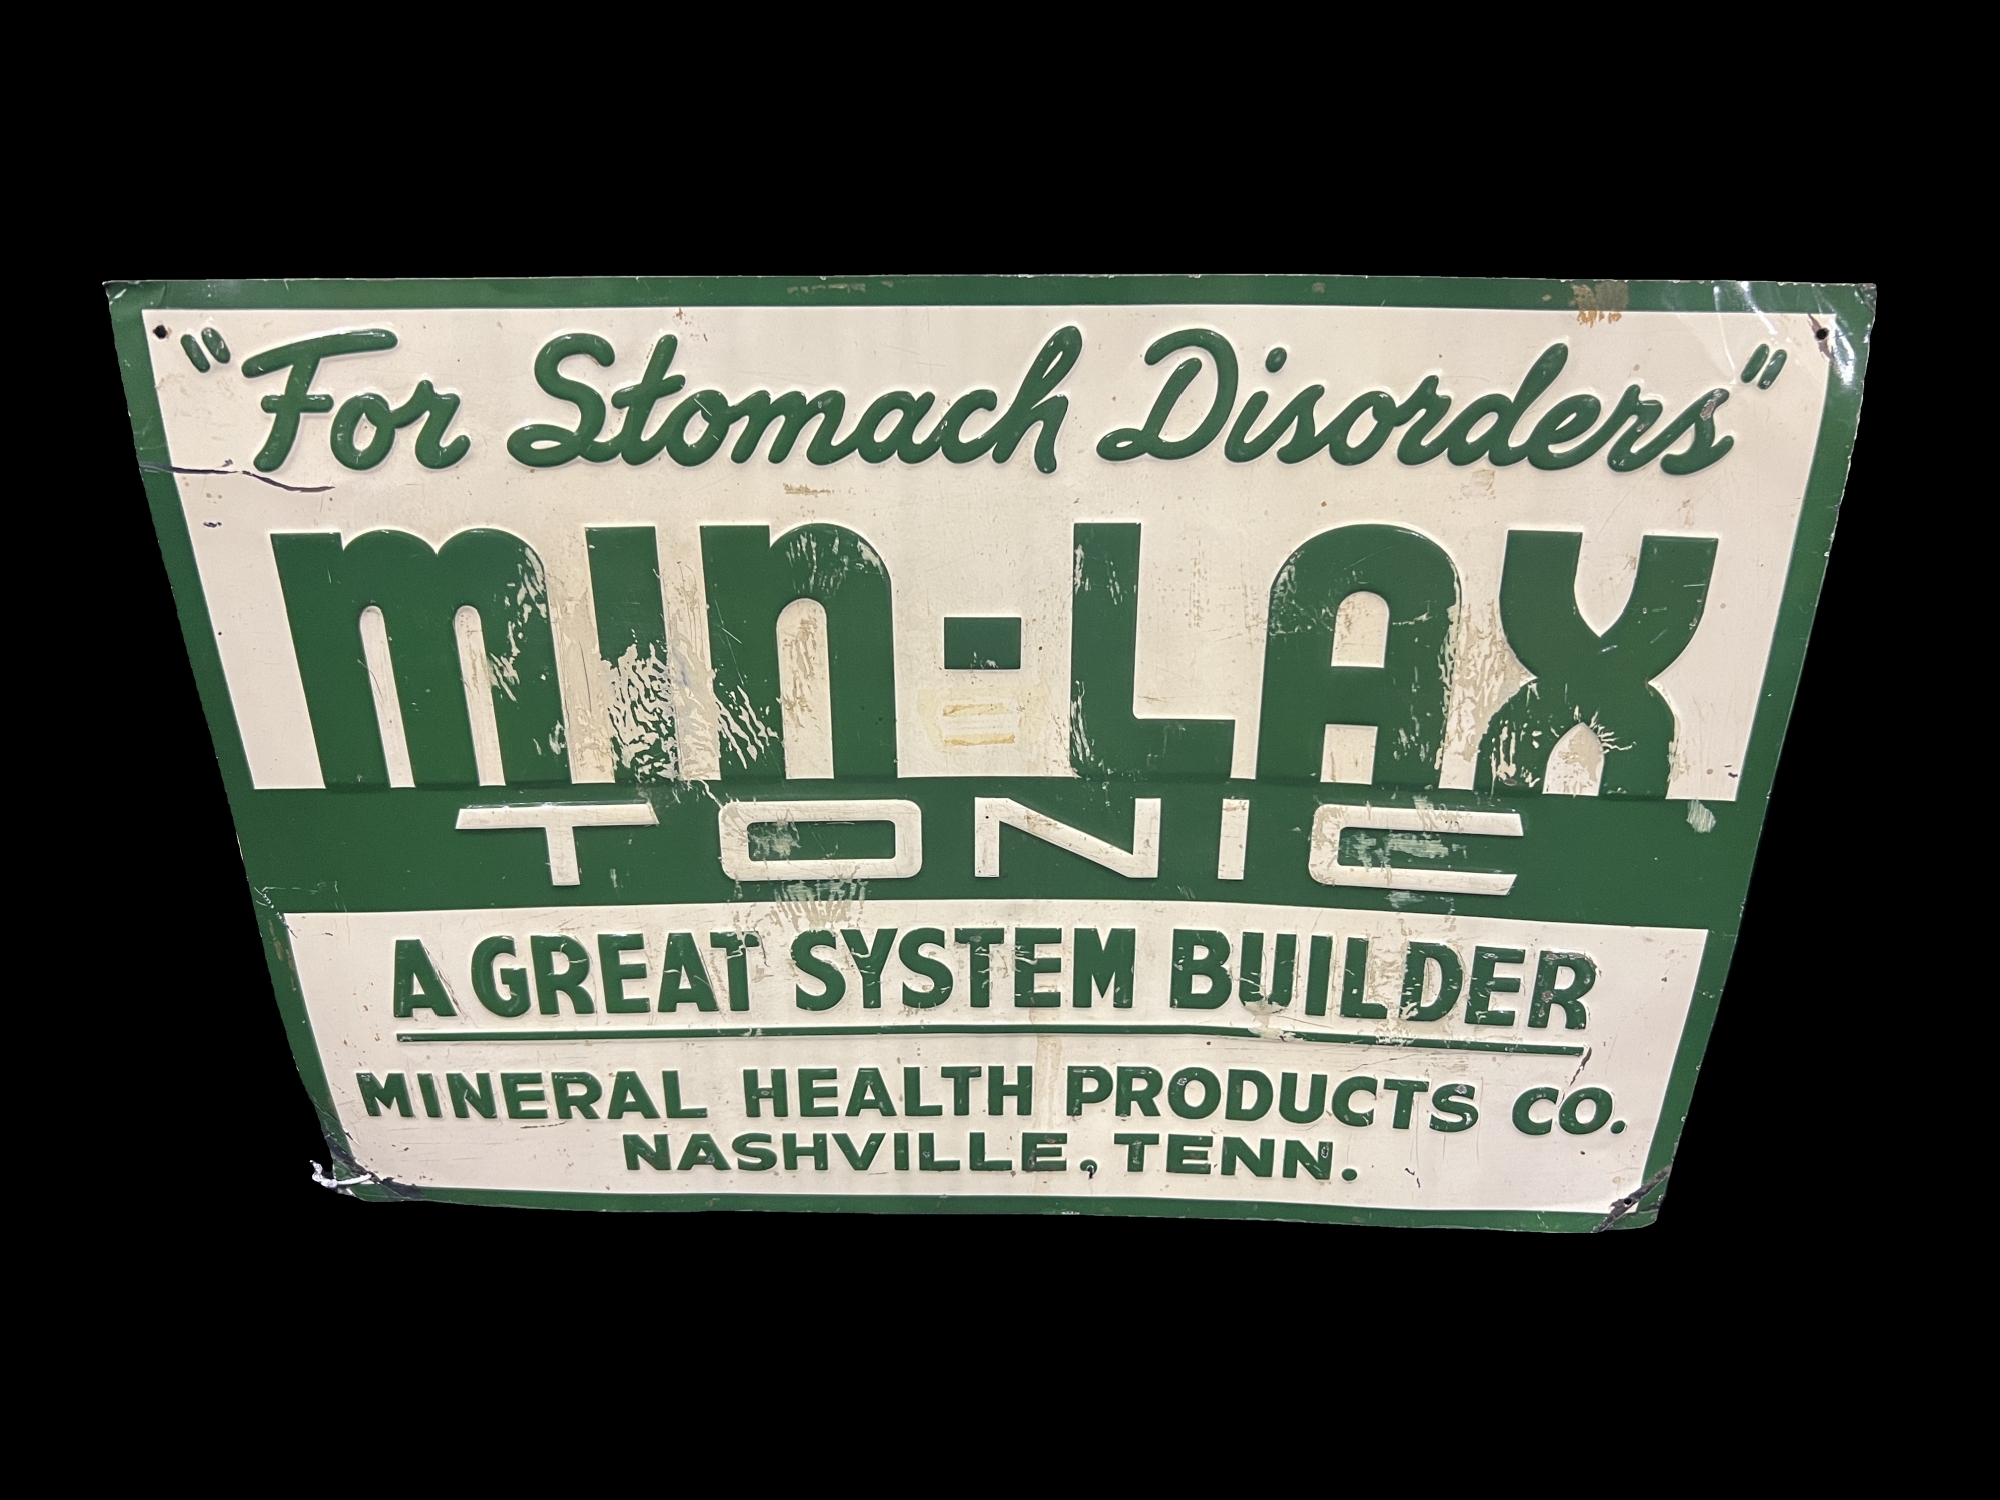 "For Stomach Disorders"
MIN-LAX
TONIC
A GREAT SYSTEM BUILDER
MINERAL HEALTH PRODUCTS CO.
NASHVILLE, TENN.